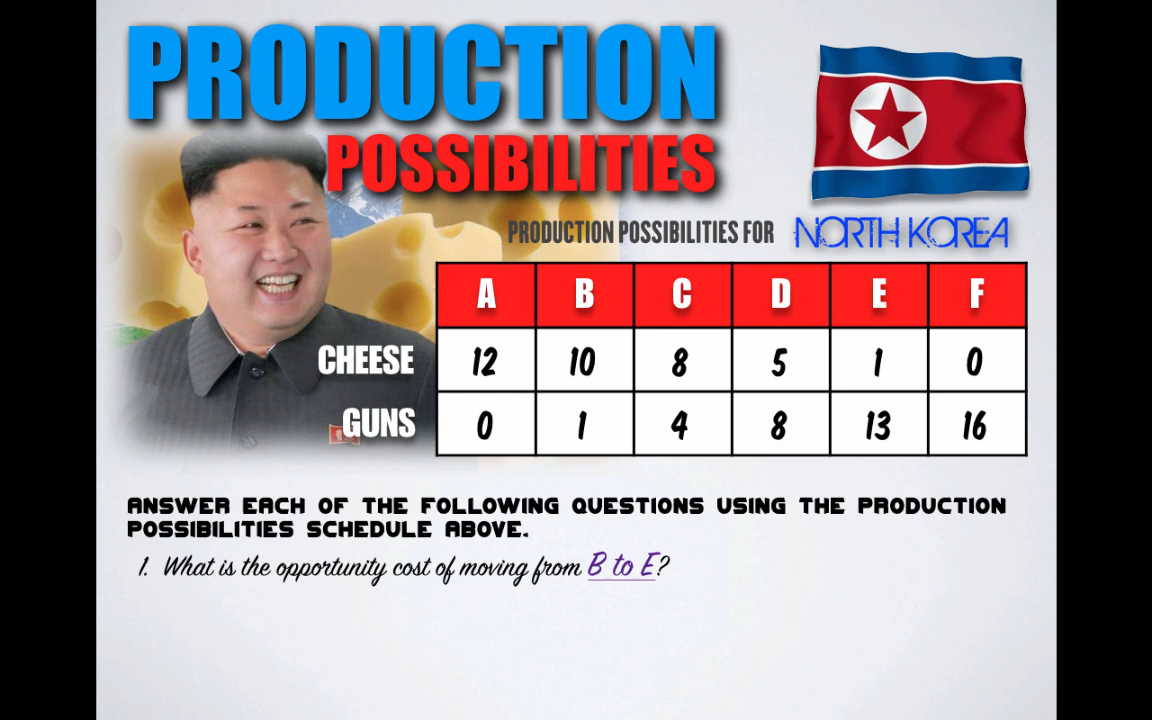 PRODUCTION
POSSIBILITIES
PRODUCTION POSSIBILITIES FOR NORTH KOREA
A B C D E F
CHEESE 12 10 8 5 1 0
GUNS 0 1 4 8 13 16
ANSWER EACH OF THE FOLLOWING QUESTIONS USING THE PRODUCTION
POSSIBILITIES SCHEDULE ABOVE.
1. What is the opportunity cost of moving from B to E?